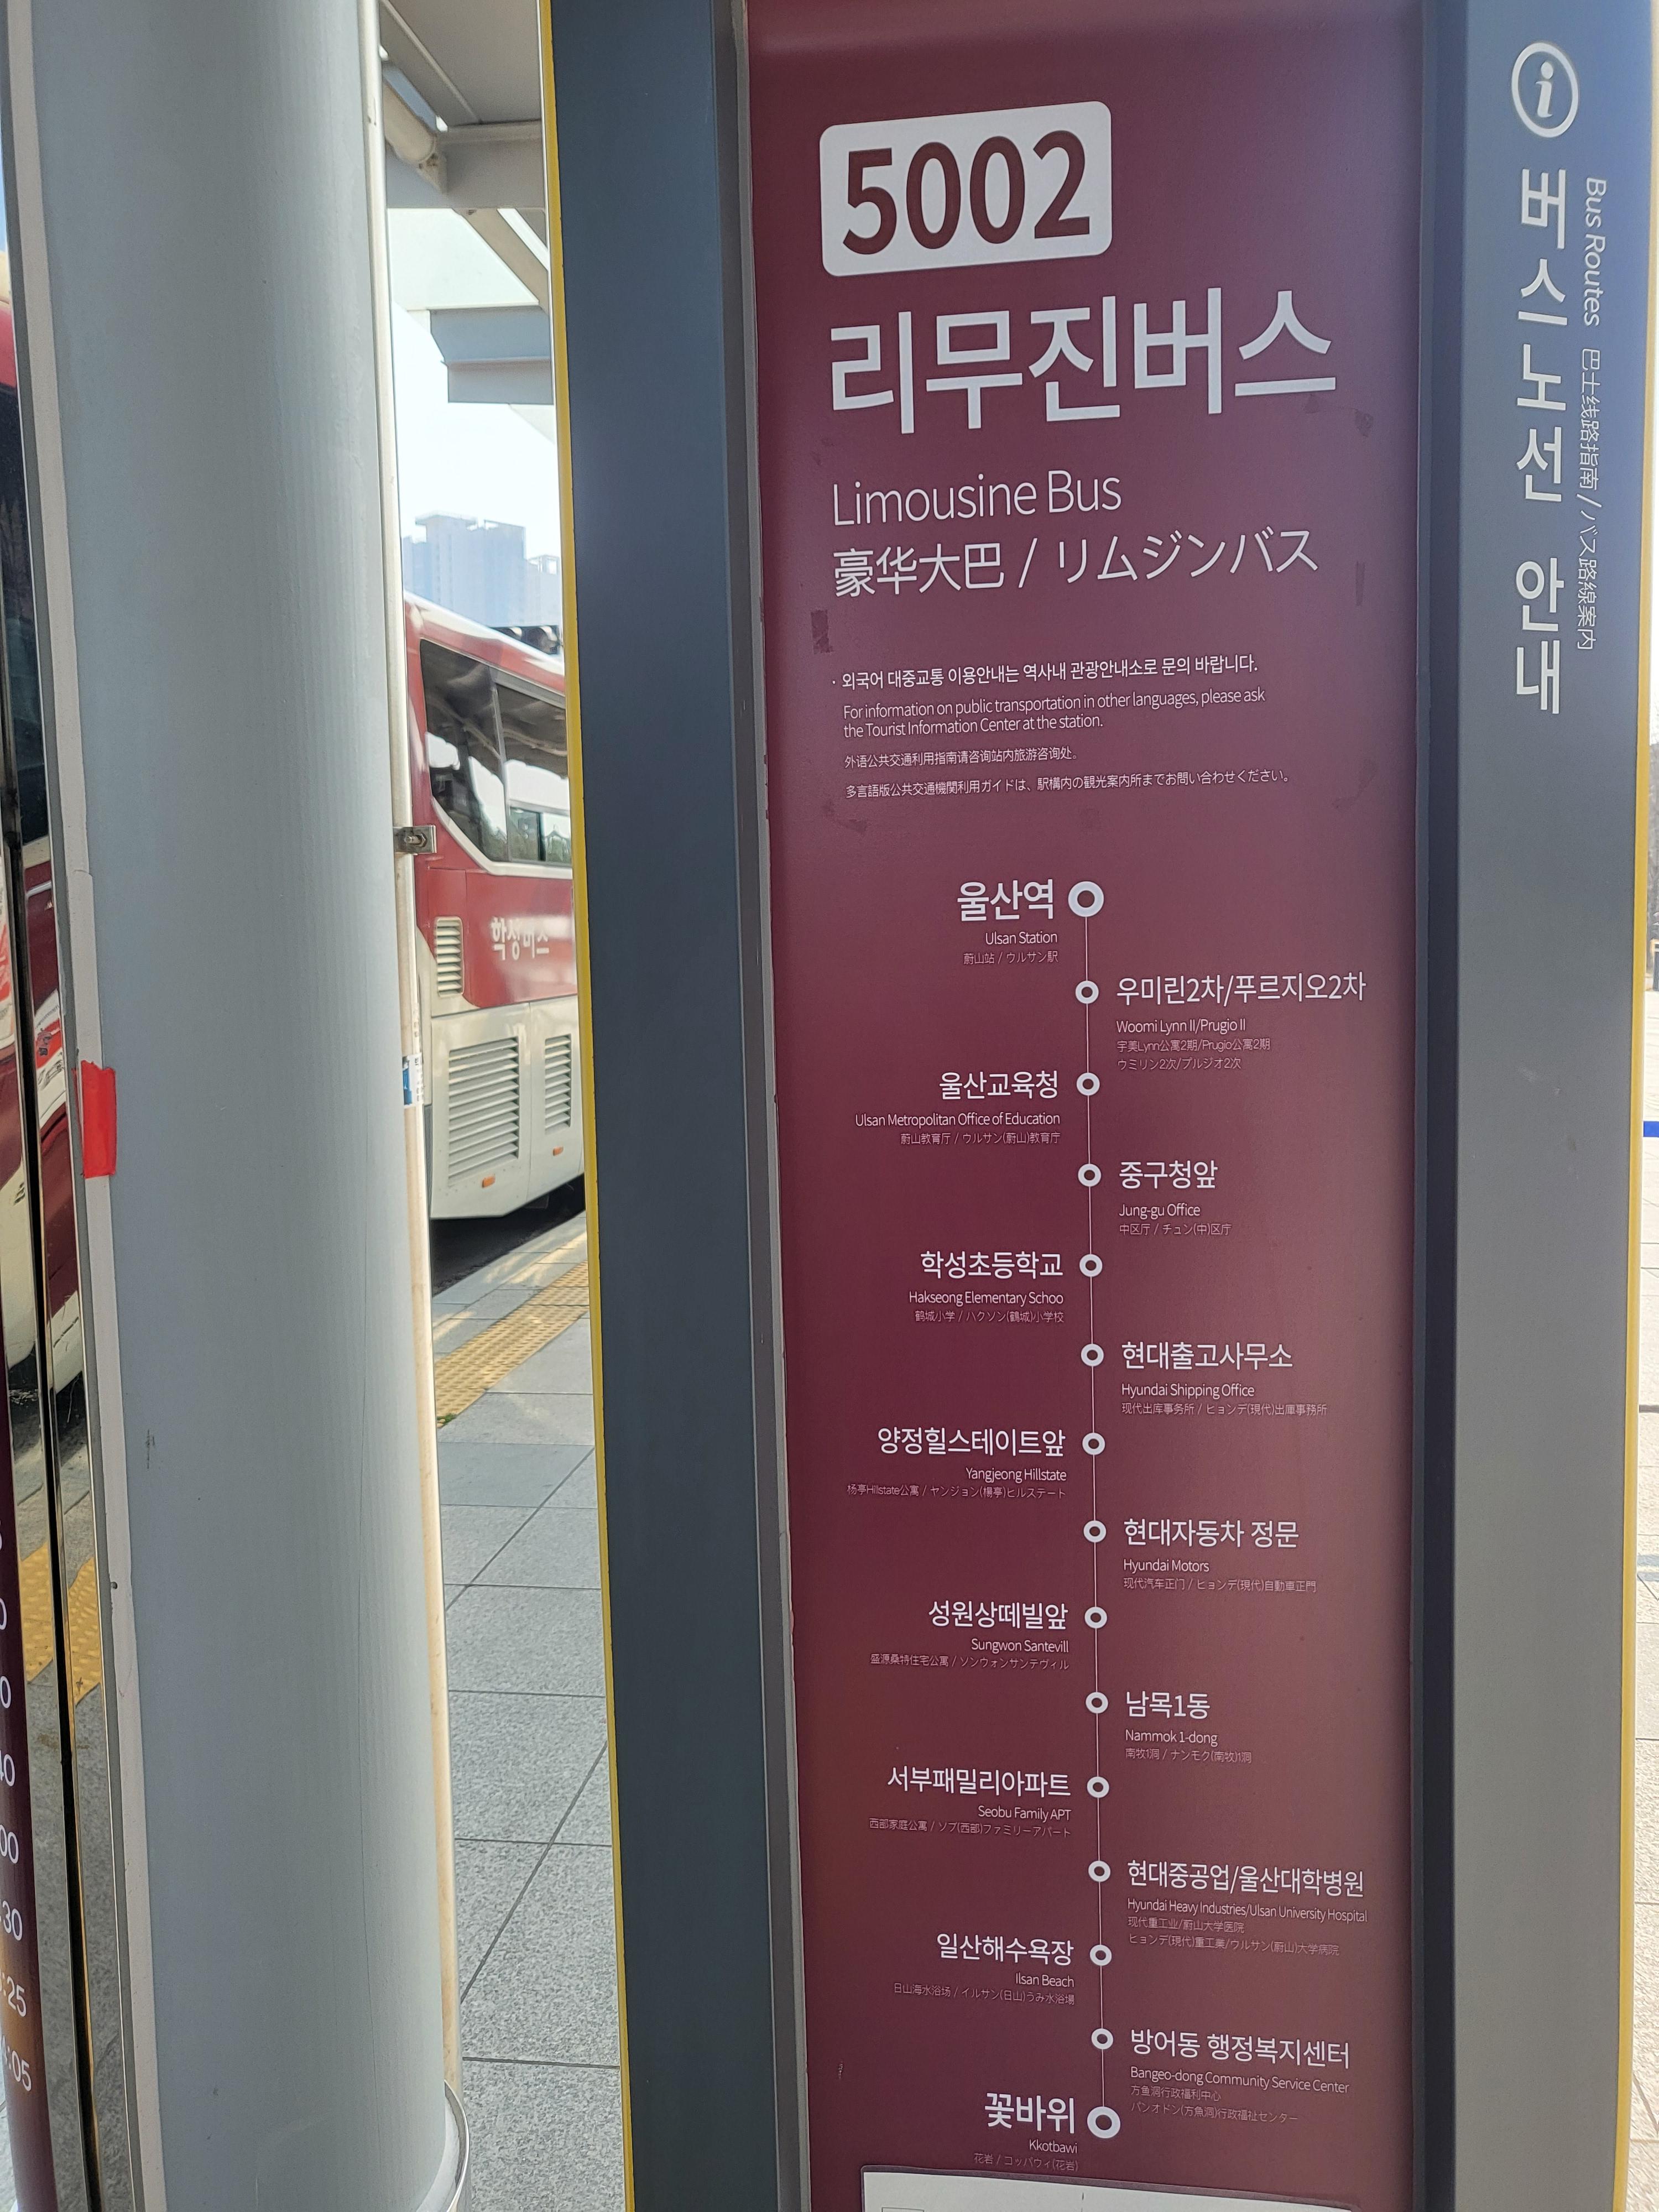 5002
리무진버스
Limousine Bus
豪华大巴 / リムジンバス
· 외국어 대중교통 이용안내는 역사내 관광안내소로 문의 바랍니다.
For information on public transportation in other languages, please ask
the Tourist Information Center at the station.
外语公共交通利用指南请咨询站内旅游咨询处。
多言語版公共交通機関利用ガイドは、駅構内の観光案内所までお問い合わせください。
울산역
Ulsan Station
蔚山站 / ウルサン駅
우미린2차/푸르지오2차
Woomi Lynn II/Prugio II
宇美Lynn公寓2期/Prugio公寓2期
ウミリン2次/プルジオ2次
울산교육청
Ulsan Metropolitan Office of Education
蔚山教育厅 / ウルサン(蔚山)教育庁
중구청앞
Jung-gu Office
中区厅 / チュン(中)区庁
학성초등학교
Hakseong Elementary Schoo
鹤城小学 / ハクソン(鶴城)小学校
현대출고사무소
Hyundai Shipping Office
现代出库事务所 / ヒョンデ(現代)出庫事務所
양정힐스테이트앞
Yangjeong Hillstate
杨亭Hillstate公寓 / ヤンジョン(楊亭)ヒルステート
현대자동차 정문
Hyundai Motors
现代汽车正门 / ヒョンデ(現代)自動車正門
성원상떼빌앞
Sungwon Santevill
盛源桑特住宅公寓 / ソンウォンサンテヴィル
남목1동
Nammok 1-dong
南牧1洞 / ナンモク(南牧)1洞
서부패밀리아파트
Seobu Family APT
西部家庭公寓 / ソブ(西部)ファミリーアパート
현대중공업/울산대학병원
Hyundai Heavy Industries/Ulsan University Hospital
现代重工业/蔚山大学医院
ヒョンデ(現代)重工業/ウルサン(蔚山)大学病院
일산해수욕장
Ilsan Beach
日山海水浴场 / イルサン(日山)うみ水浴場
방어동 행정복지센터
Bangeo-dong Community Service Center
方魚洞行政福利中心
バンオドン(方魚洞)行政福祉センター
꽃바위
Kkotbawi
花岩 / コッパウィ(花岩)
i
버스노선 안내
Bus Routes 巴士线路指南 / バス路線案内
학성버스
0
0
40
00
:30
:25
:05